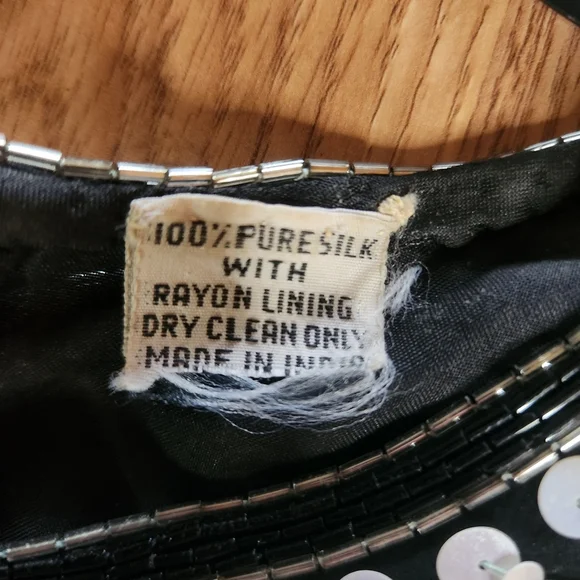 100% PURE SILK
WITH
RAYON LINING
DRY CLEAN ONLY
MADE IN INDIA